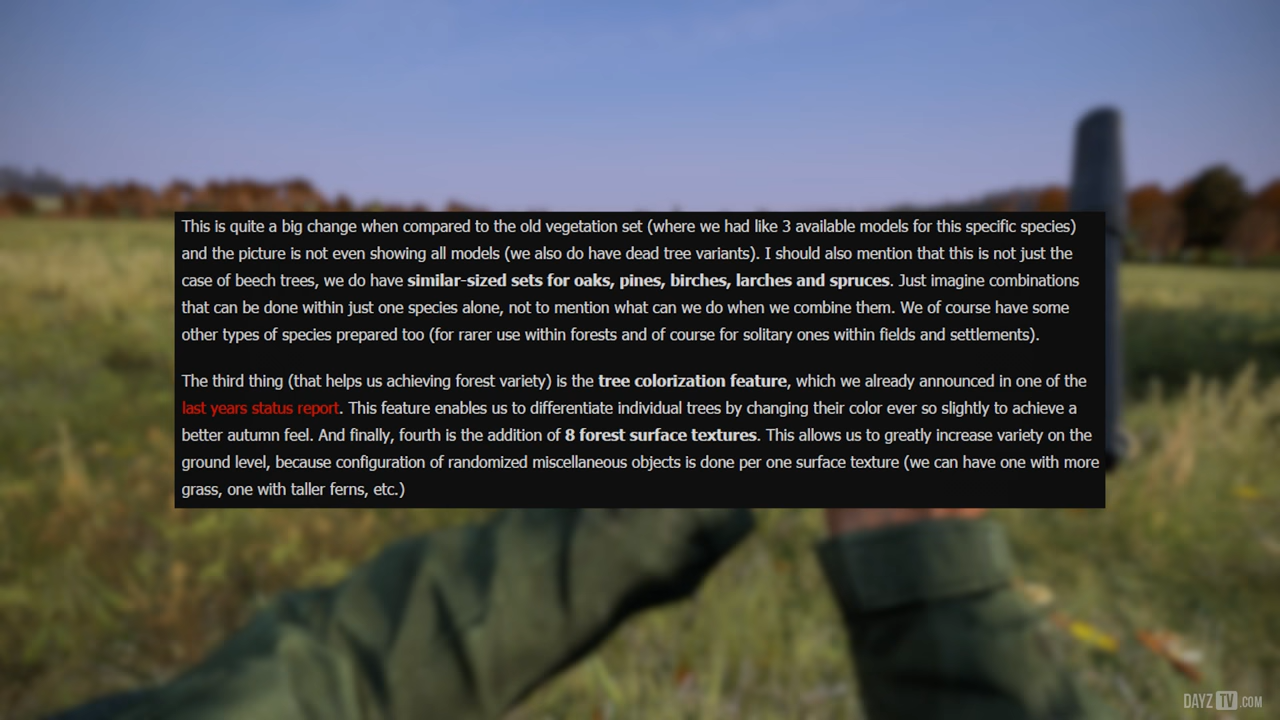 This is quite a big change when compared to the old vegetation set (where we had like 3 available models for this specific species)
and the picture is not even showing all models (we also do have dead tree variants). I should also mention that this is not just the
case of beech trees, we do have similar-sized sets for oaks, pines, birches, larches and spruces. Just imagine combinations
that can be done within just one species alone, not to mention what can we do when we combine them. We of course have some
other types of species prepared too (for rarer use within forests and of course for solitary ones within fields and settlements).
The third thing (that helps us achieving forest variety) is the tree colorization feature, which we already announced in one of the
last years status report. This feature enables us to differentiate individual trees by changing their color ever so slightly to achieve a
better autumn feel. And finally, fourth is the addition of 8 forest surface textures. This allows us to greatly increase variety on the
ground level, because configuration of randomized miscellaneous objects is done per one surface texture (we can have one with more
grass, one with taller ferns, etc.)
DAYZ TV .COM